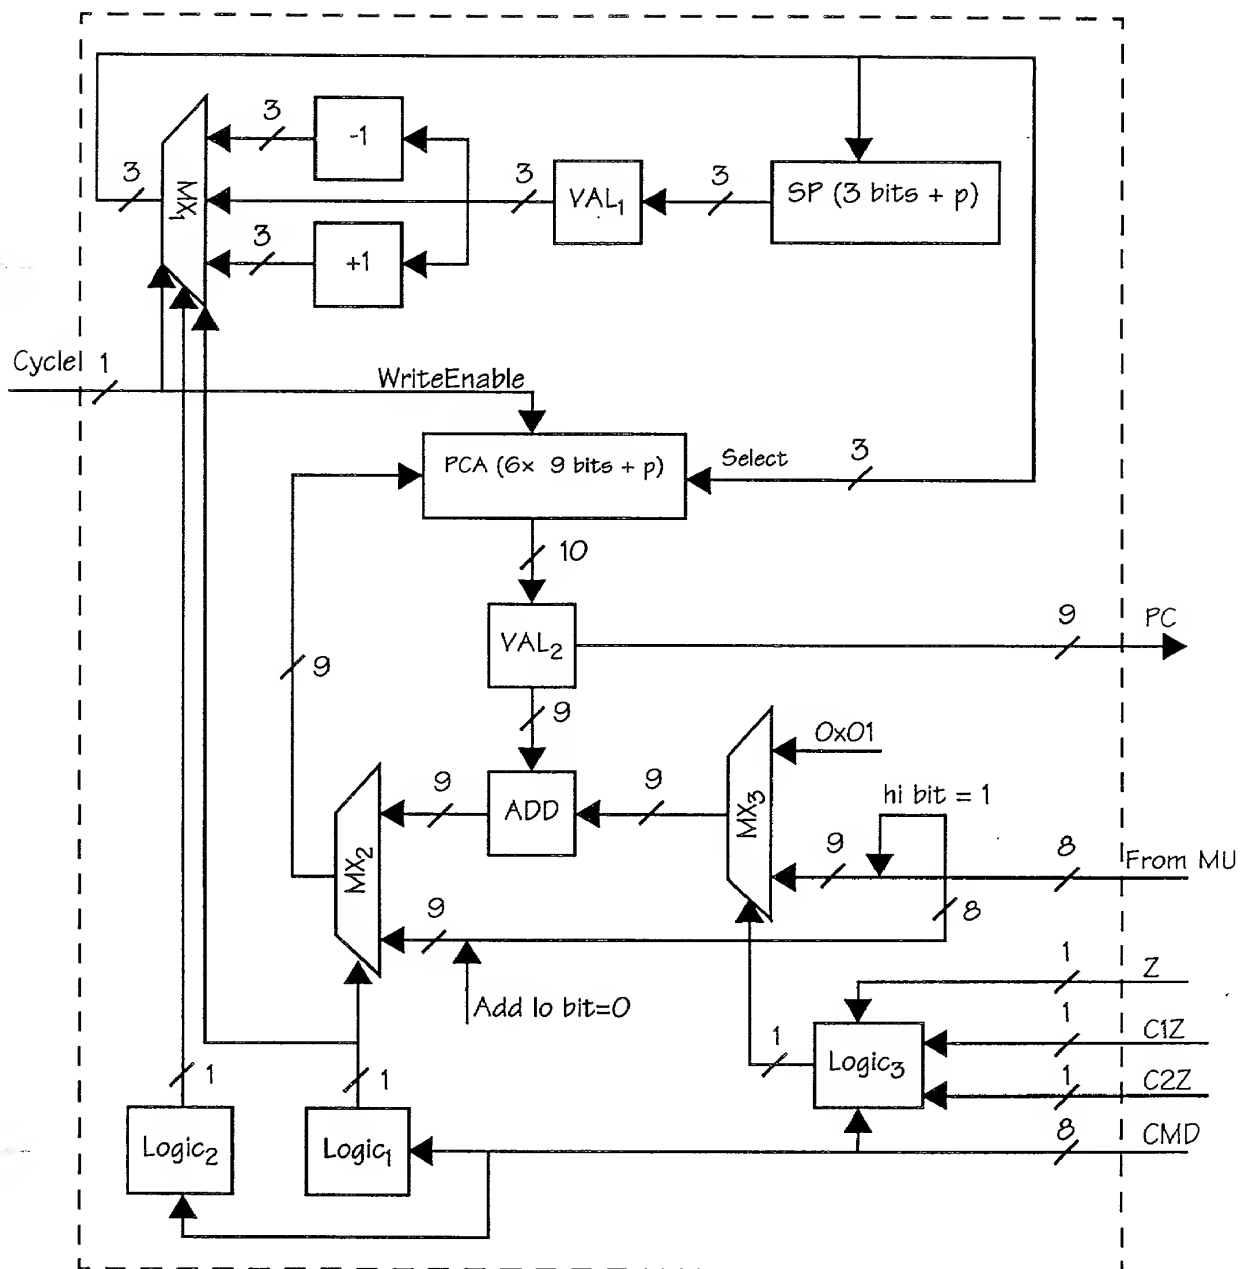 3
-1
3
MX1
3
VAL1
3
SP (3 bits + p)
3
+1
Cycle 1
WriteEnable
PCA (6x 9 bits + p)
Select
3
10
VAL2
9
PC
9
9
0x01
9
ADD
9
MX3
hi bit = 1
MX2
9
8
From MU
9
8
Add lo bit=0
1
Z
1
C1Z
1
Logic3
1
C2Z
1
1
Logic2
Logic1
8
CMD